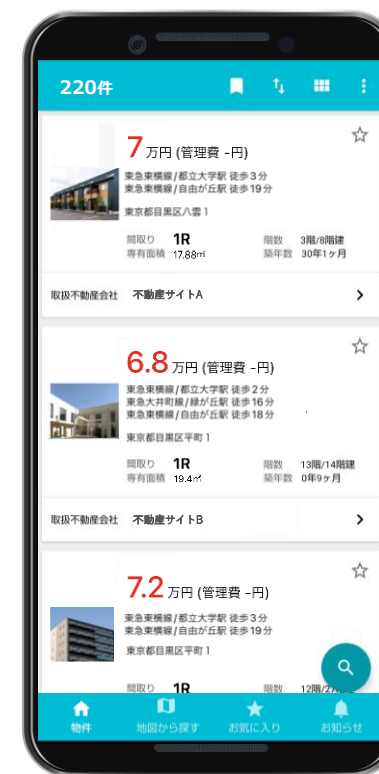 220件
7万円 (管理費 -円)
東急東横線/都立大学駅 徒歩3分
東急東横線/自由が丘駅 徒歩19分
東京都目黒区八雲1
間取り 1R 階数 3階/8階建
専有面積 17.88㎡ 築年数 30年1ヶ月
取扱不動産会社 不動産サイトA
6.8万円 (管理費 -円)
東急東横線/都立大学駅 徒歩2分
東急大井町線/緑が丘駅 徒歩16分
東急東横線/自由が丘駅 徒歩18分
東京都目黒区平町1
間取り 1R 階数 13階/14階建
専有面積 19.4㎡ 築年数 0年9ヶ月
取扱不動産会社 不動産サイトB
7.2万円 (管理費 -円)
東急東横線/都立大学駅 徒歩3分
東急東横線/自由が丘駅 徒歩19分
東京都目黒区平町1
間取り 1R 階数 12階/
物件 地図から探す お気に入り お知らせ